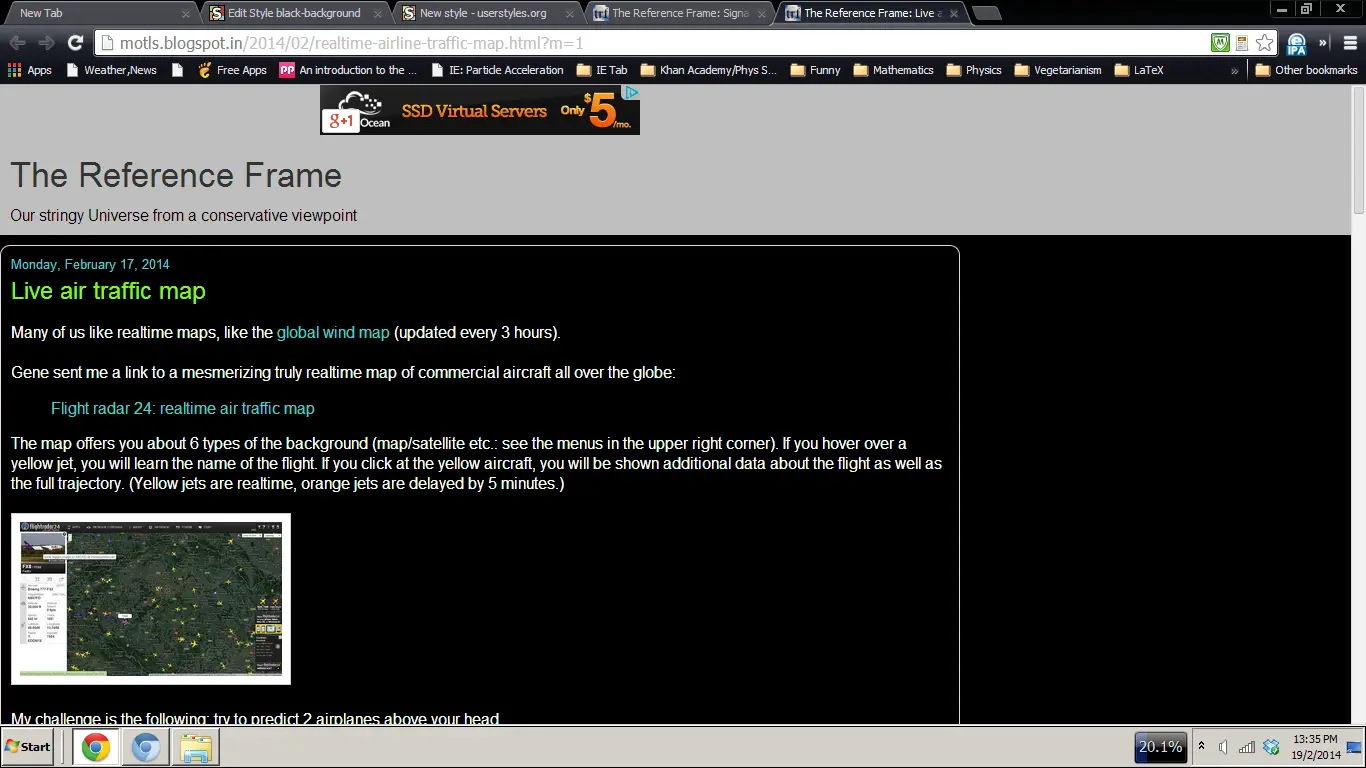 New Tab
Edit Style black-background
New style - userstyles.org
The Reference Frame: Signa
The Reference Frame: Live a
motls.blogspot.in/2014/02/realtime-airline-traffic-map.html?m=1
IPA
»
Apps
Weather,News
Free Apps
PP
An introduction to the ...
IE: Particle Acceleration
IE Tab
Khan Academy/Phys S...
Funny
Mathematics
Physics
Vegetarianism
LaTeX
»
Other bookmarks
g+1
Ocean
SSD Virtual Servers
Only $5/mo.
The Reference Frame
Our stringy Universe from a conservative viewpoint
Monday, February 17, 2014
Live air traffic map
Many of us like realtime maps, like the global wind map (updated every 3 hours).
Gene sent me a link to a mesmerizing truly realtime map of commercial aircraft all over the globe:
Flight radar 24: realtime air traffic map
The map offers you about 6 types of the background (map/satellite etc.: see the menus in the upper right corner). If you hover over a
yellow jet, you will learn the name of the flight. If you click at the yellow aircraft, you will be shown additional data about the flight as well as
the full trajectory. (Yellow jets are realtime, orange jets are delayed by 5 minutes.)
flightradar24
My challenge is the following: try to predict 2 airplanes above your head
Start
20.1%
13:35 PM
19/2/2014